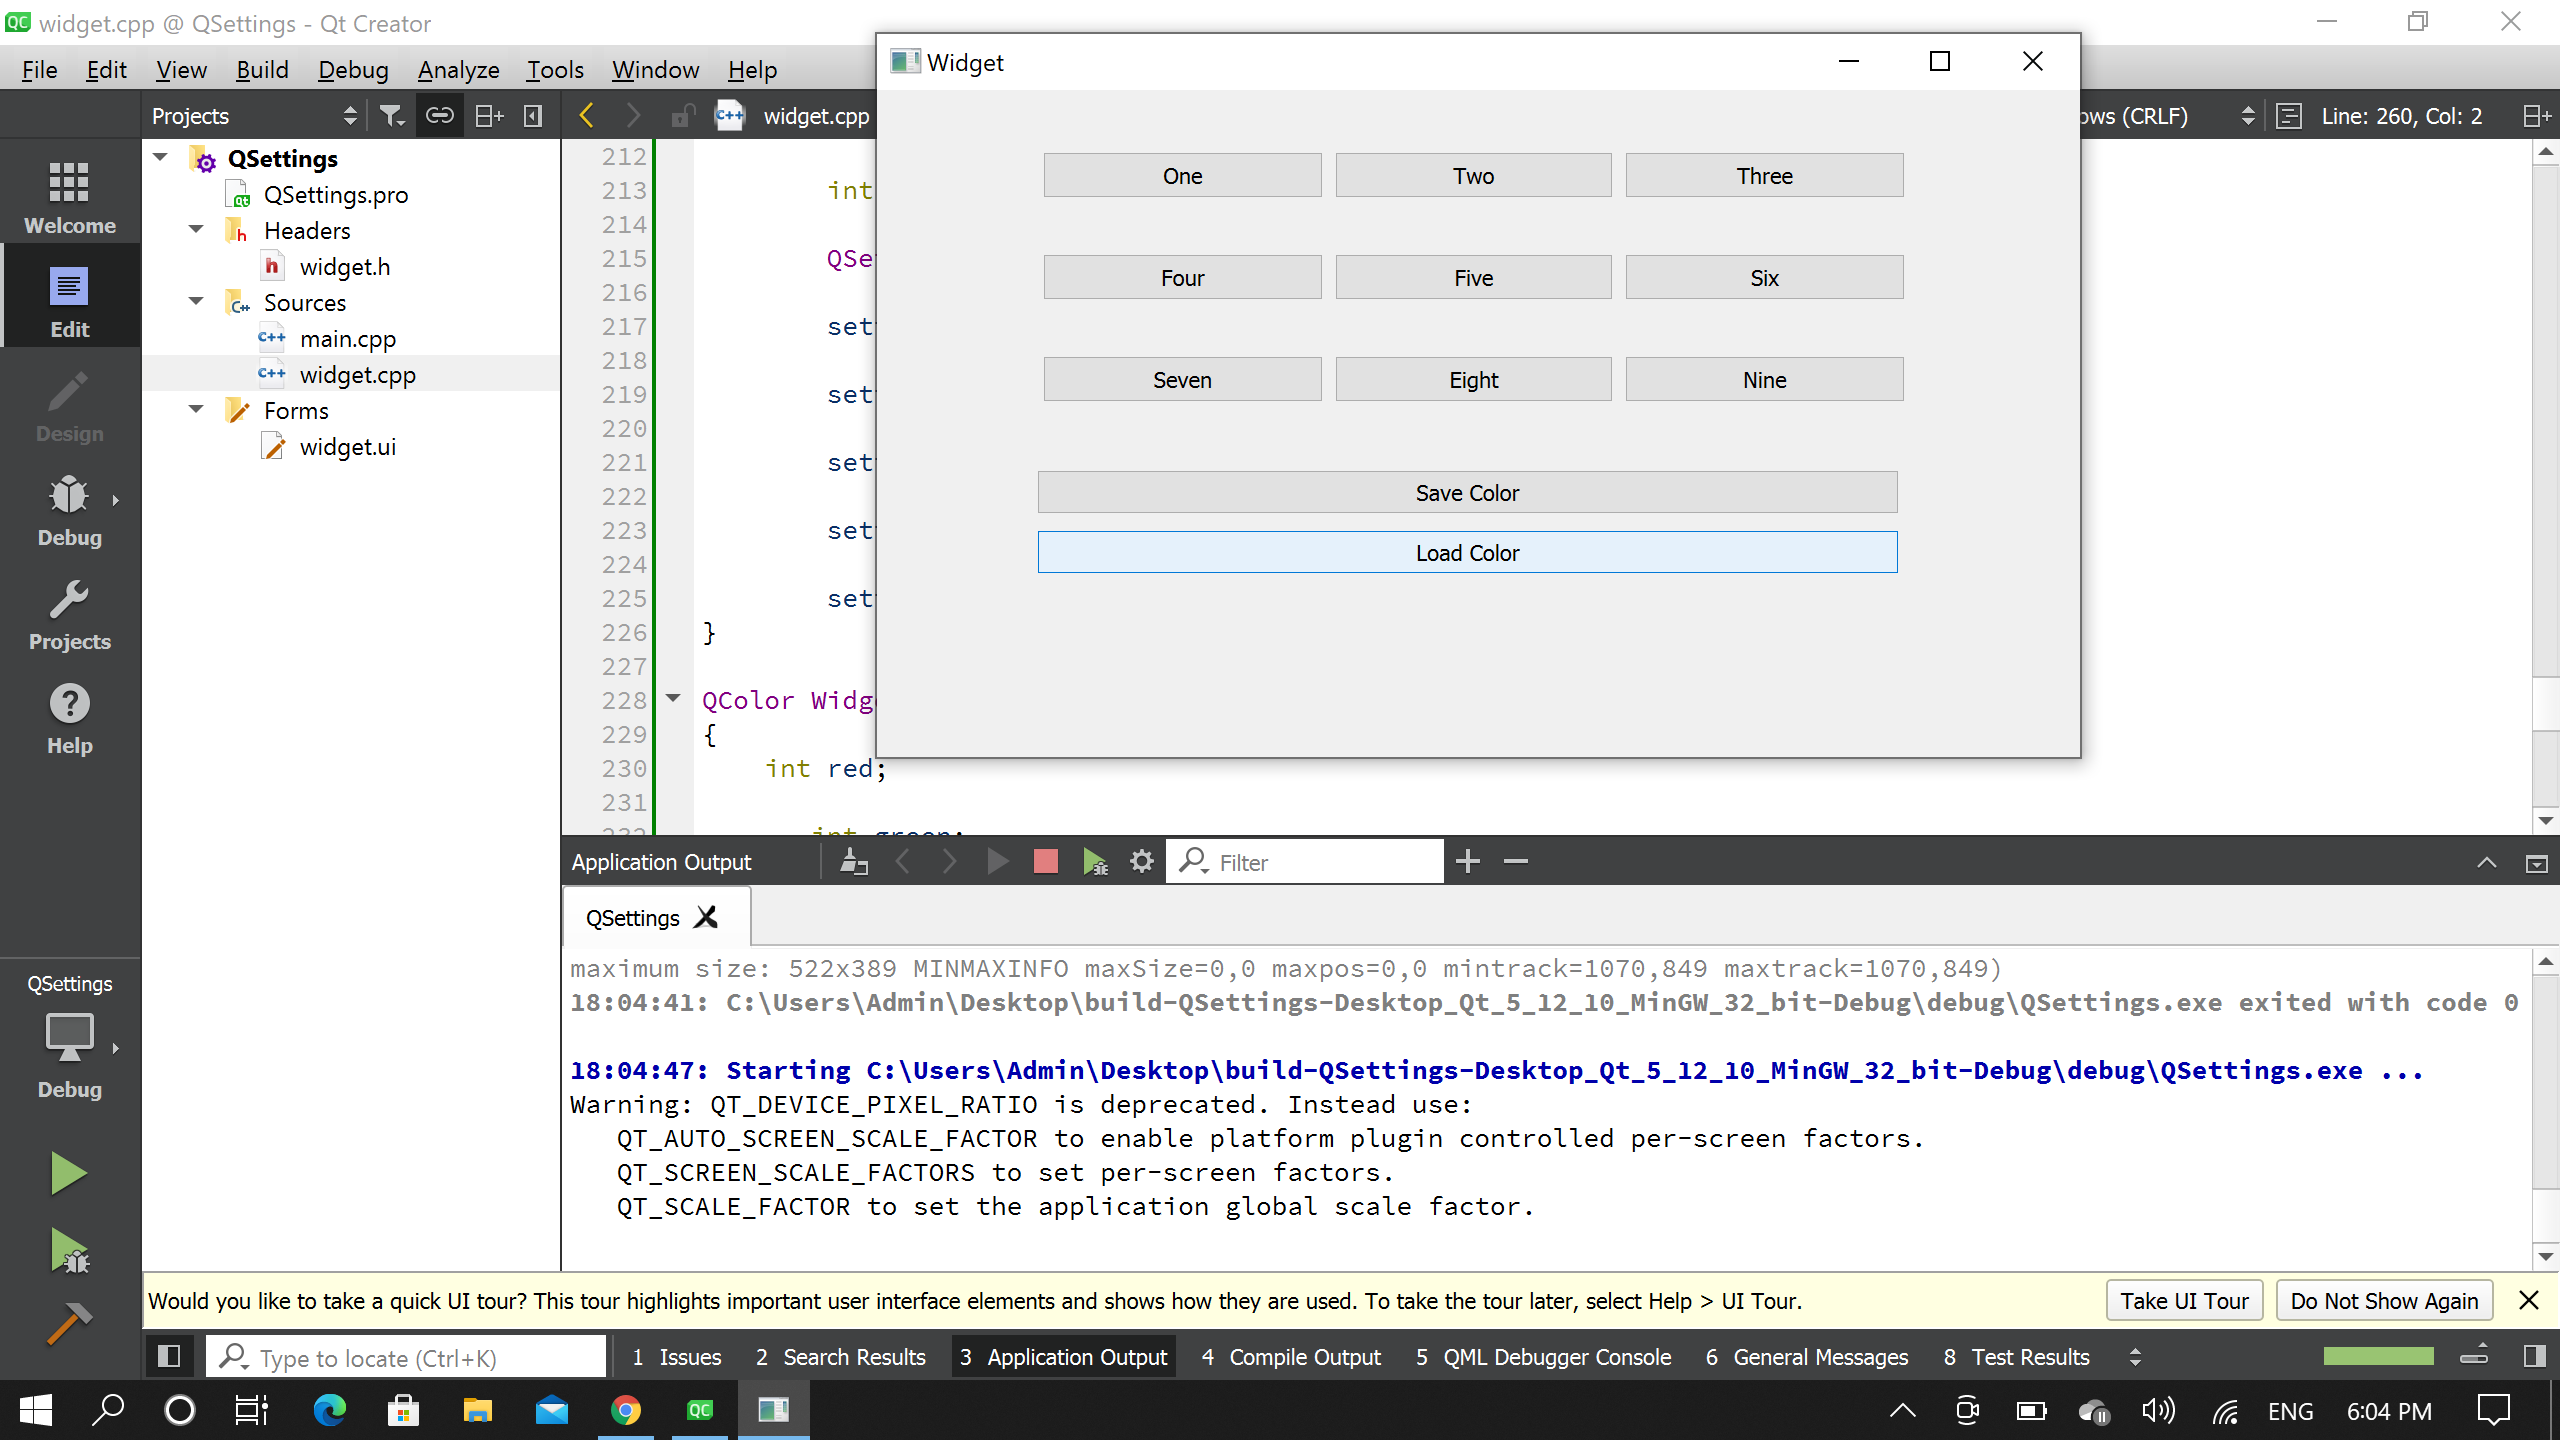 QC widget.cpp @ QSettings - Qt Creator
File Edit View Build Debug Analyze Tools Window Help
Projects
widget.cpp
ows (CRLF)
Line: 260, Col: 2
Welcome
Edit
Design
Debug
Projects
Help
QSettings
QSettings.pro
Headers
widget.h
Sources
main.cpp
widget.cpp
Forms
widget.ui
212
213 int
214
215 QSe
216
217 set
218
219 set
220
221 set
222
223 set
224
225 set
226 }
227
228 QColor Widg
229 {
230 int red;
231
232 int green;
Widget
One Two Three
Four Five Six
Seven Eight Nine
Save Color
Load Color
Application Output
Filter
QSettings
maximum size: 522x389 MINMAXINFO maxSize=0,0 maxpos=0,0 mintrack=1070,849 maxtrack=1070,849)
18:04:41: C:\Users\Admin\Desktop\build-QSettings-Desktop_Qt_5_12_10_MinGW_32_bit-Debug\debug\QSettings.exe exited with code 0
18:04:47: Starting C:\Users\Admin\Desktop\build-QSettings-Desktop_Qt_5_12_10_MinGW_32_bit-Debug\debug\QSettings.exe ...
Warning: QT_DEVICE_PIXEL_RATIO is deprecated. Instead use:
QT_AUTO_SCREEN_SCALE_FACTOR to enable platform plugin controlled per-screen factors.
QT_SCREEN_SCALE_FACTORS to set per-screen factors.
QT_SCALE_FACTOR to set the application global scale factor.
QSettings
Debug
Would you like to take a quick UI tour? This tour highlights important user interface elements and shows how they are used. To take the tour later, select Help > UI Tour.
Take UI Tour
Do Not Show Again
Type to locate (Ctrl+K)
1 Issues 2 Search Results 3 Application Output 4 Compile Output 5 QML Debugger Console 6 General Messages 8 Test Results
QC
ENG 6:04 PM